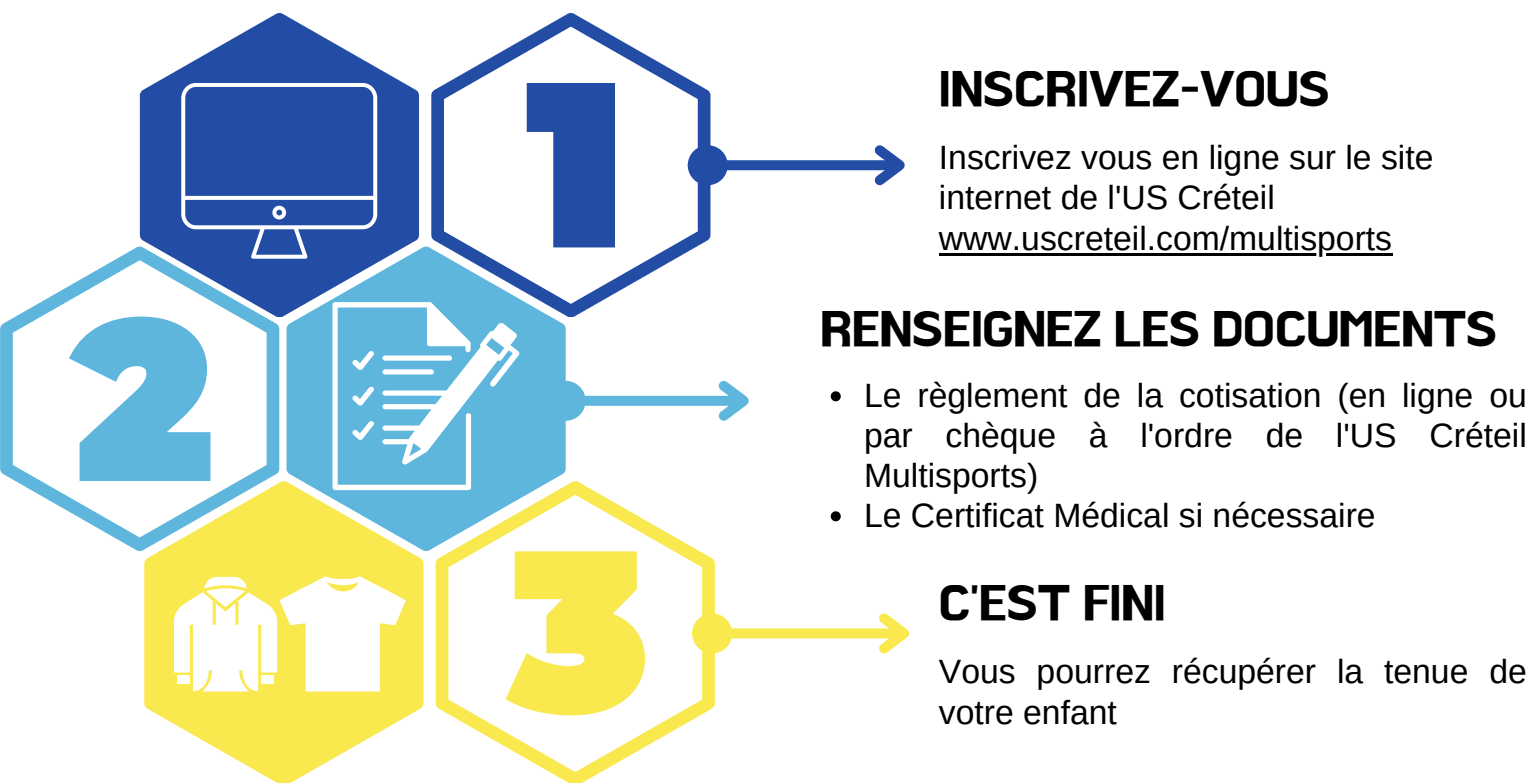 1
INSCRIVEZ-VOUS
Inscrivez vous en ligne sur le site
internet de l'US Créteil
www.uscreteil.com/multisports
2
RENSEIGNEZ LES DOCUMENTS
• Le règlement de la cotisation (en ligne ou
par chèque à l'ordre de l'US Créteil
Multisports)
• Le Certificat Médical si nécessaire
3
C'EST FINI
Vous pourrez récupérer la tenue de
votre enfant